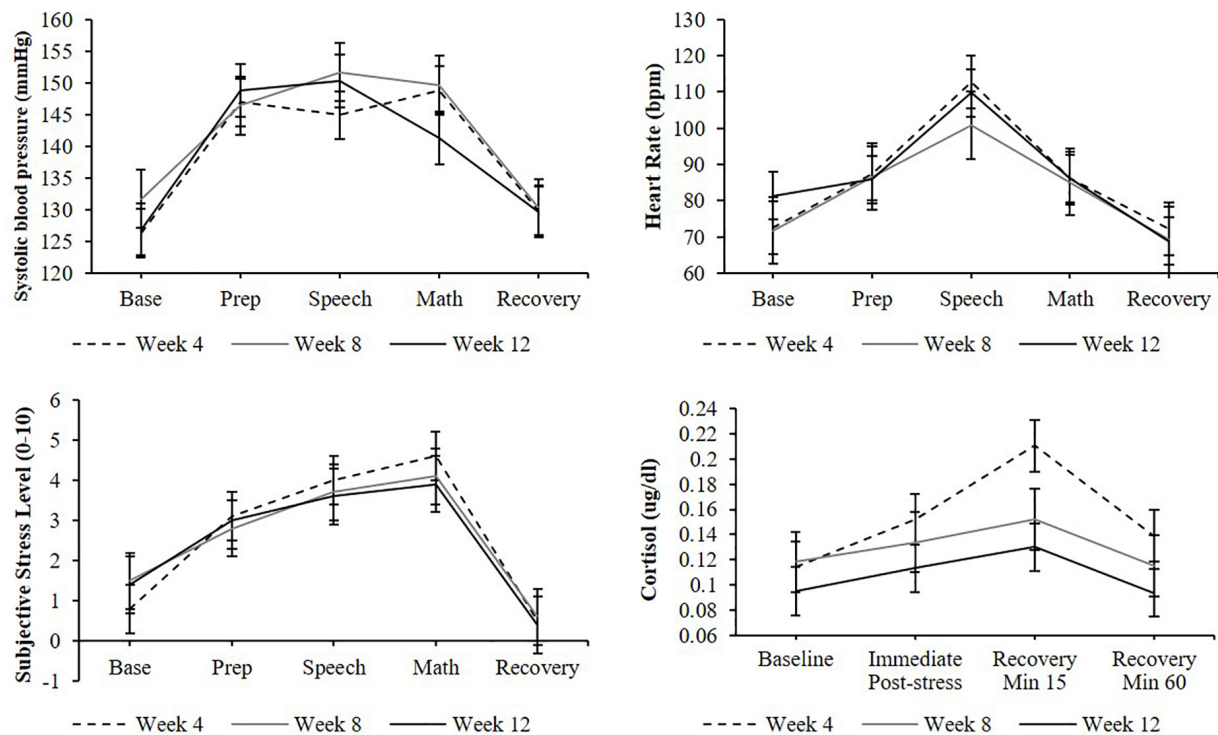 Systolic blood pressure (mmHg)
160
155
150
145
140
135
130
125
120
Base Prep Speech Math Recovery
Week 4 Week 8 Week 12
Heart Rate (bpm)
130
120
110
100
90
80
70
60
Base Prep Speech Math Recovery
Week 4 Week 8 Week 12
Subjective Stress Level (0-10)
6
5
4
3
2
1
0
-1
Base Prep Speech Math Recovery
Week 4 Week 8 Week 12
Cortisol (ug/dl)
0.24
0.22
0.2
0.18
0.16
0.14
0.12
0.1
0.08
0.06
Baseline Immediate Recovery Recovery
Post-stress Min 15 Min 60
Week 4 Week 8 Week 12